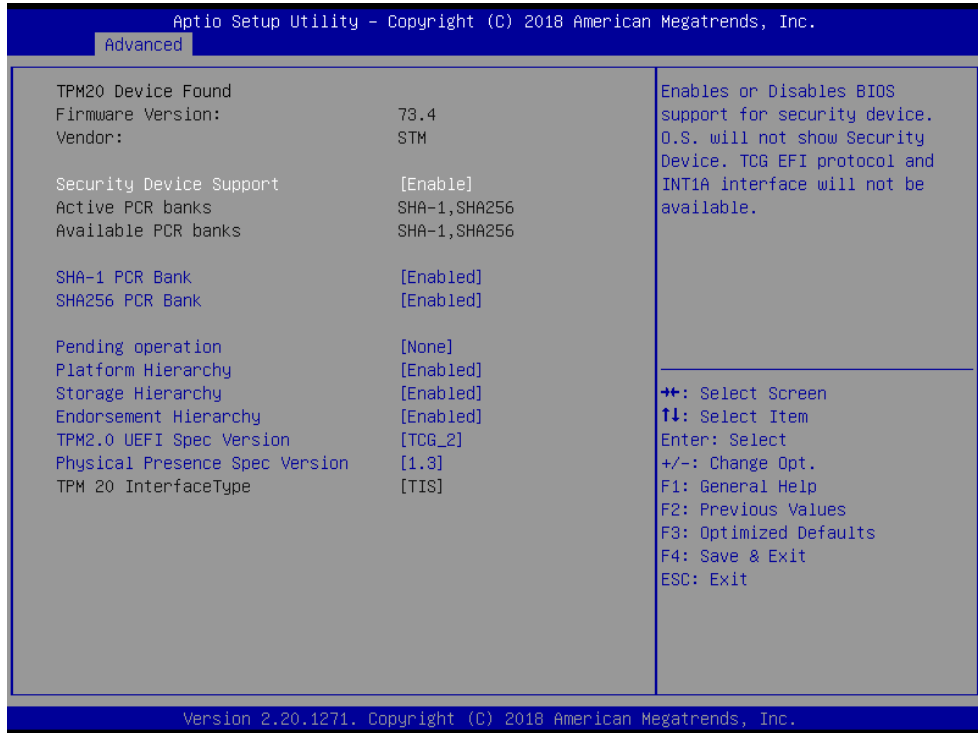 Aptio Setup Utility – Copyright (C) 2018 American Megatrends, Inc.
Advanced
TPM20 Device Found
Firmware Version: 73.4
Vendor: STM
Security Device Support [Enable]
Active PCR banks SHA-1,SHA256
Available PCR banks SHA-1,SHA256
SHA-1 PCR Bank [Enabled]
SHA256 PCR Bank [Enabled]
Pending operation [None]
Platform Hierarchy [Enabled]
Storage Hierarchy [Enabled]
Endorsement Hierarchy [Enabled]
TPM2.0 UEFI Spec Version [TCG_2]
Physical Presence Spec Version [1.3]
TPM 20 InterfaceType [TIS]
Enables or Disables BIOS
support for security device.
O.S. will not show Security
Device. TCG EFI protocol and
INT1A interface will not be
available.
→←: Select Screen
↑↓: Select Item
Enter: Select
+/-: Change Opt.
F1: General Help
F2: Previous Values
F3: Optimized Defaults
F4: Save & Exit
ESC: Exit
Version 2.20.1271. Copyright (C) 2018 American Megatrends, Inc.